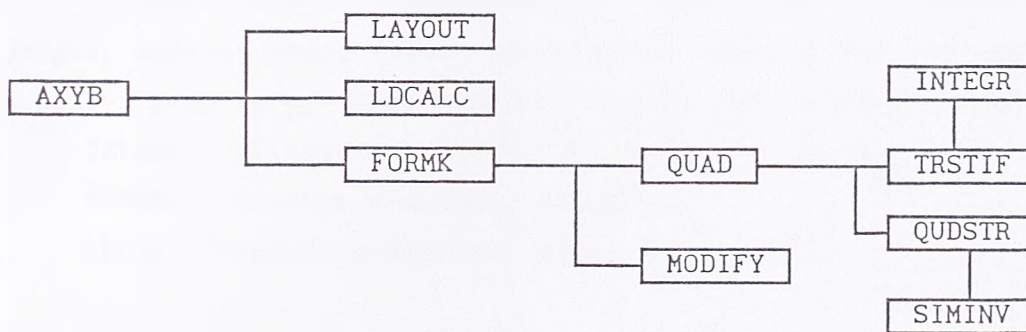 LAYOUT
INTEGR
AXYB
LDCALC
FORMK
QUAD
TRSTIF
QUDSTR
MODIFY
SIMINV